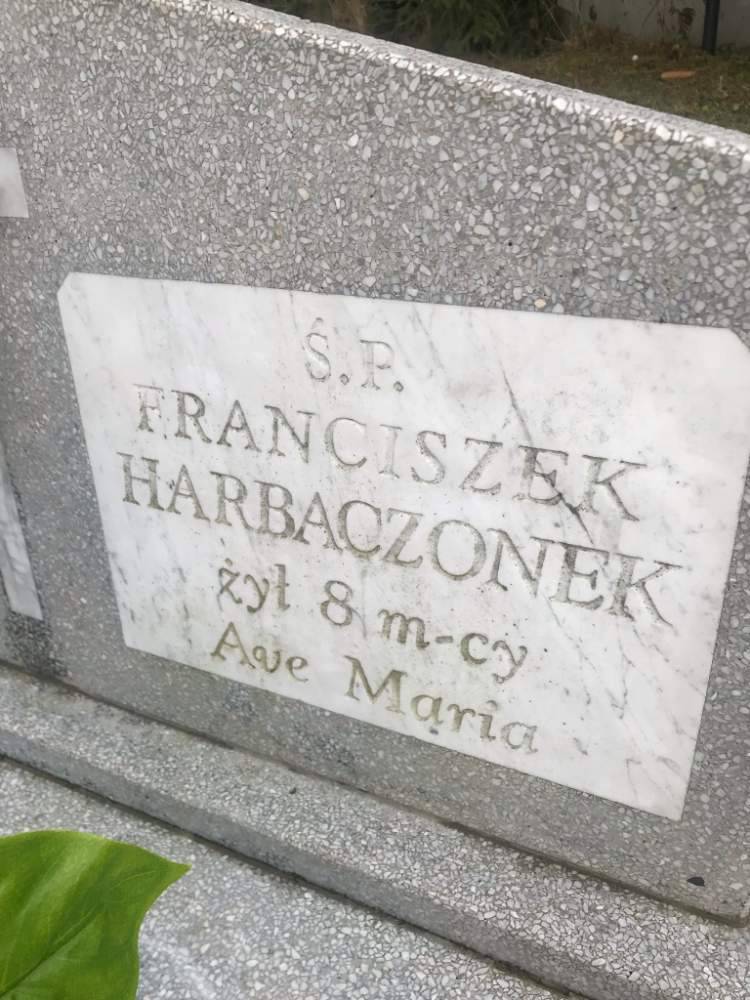 Ś.P.
FRANCISZEK
HARBACZONEK
żył 8 m-cy
Ave Maria